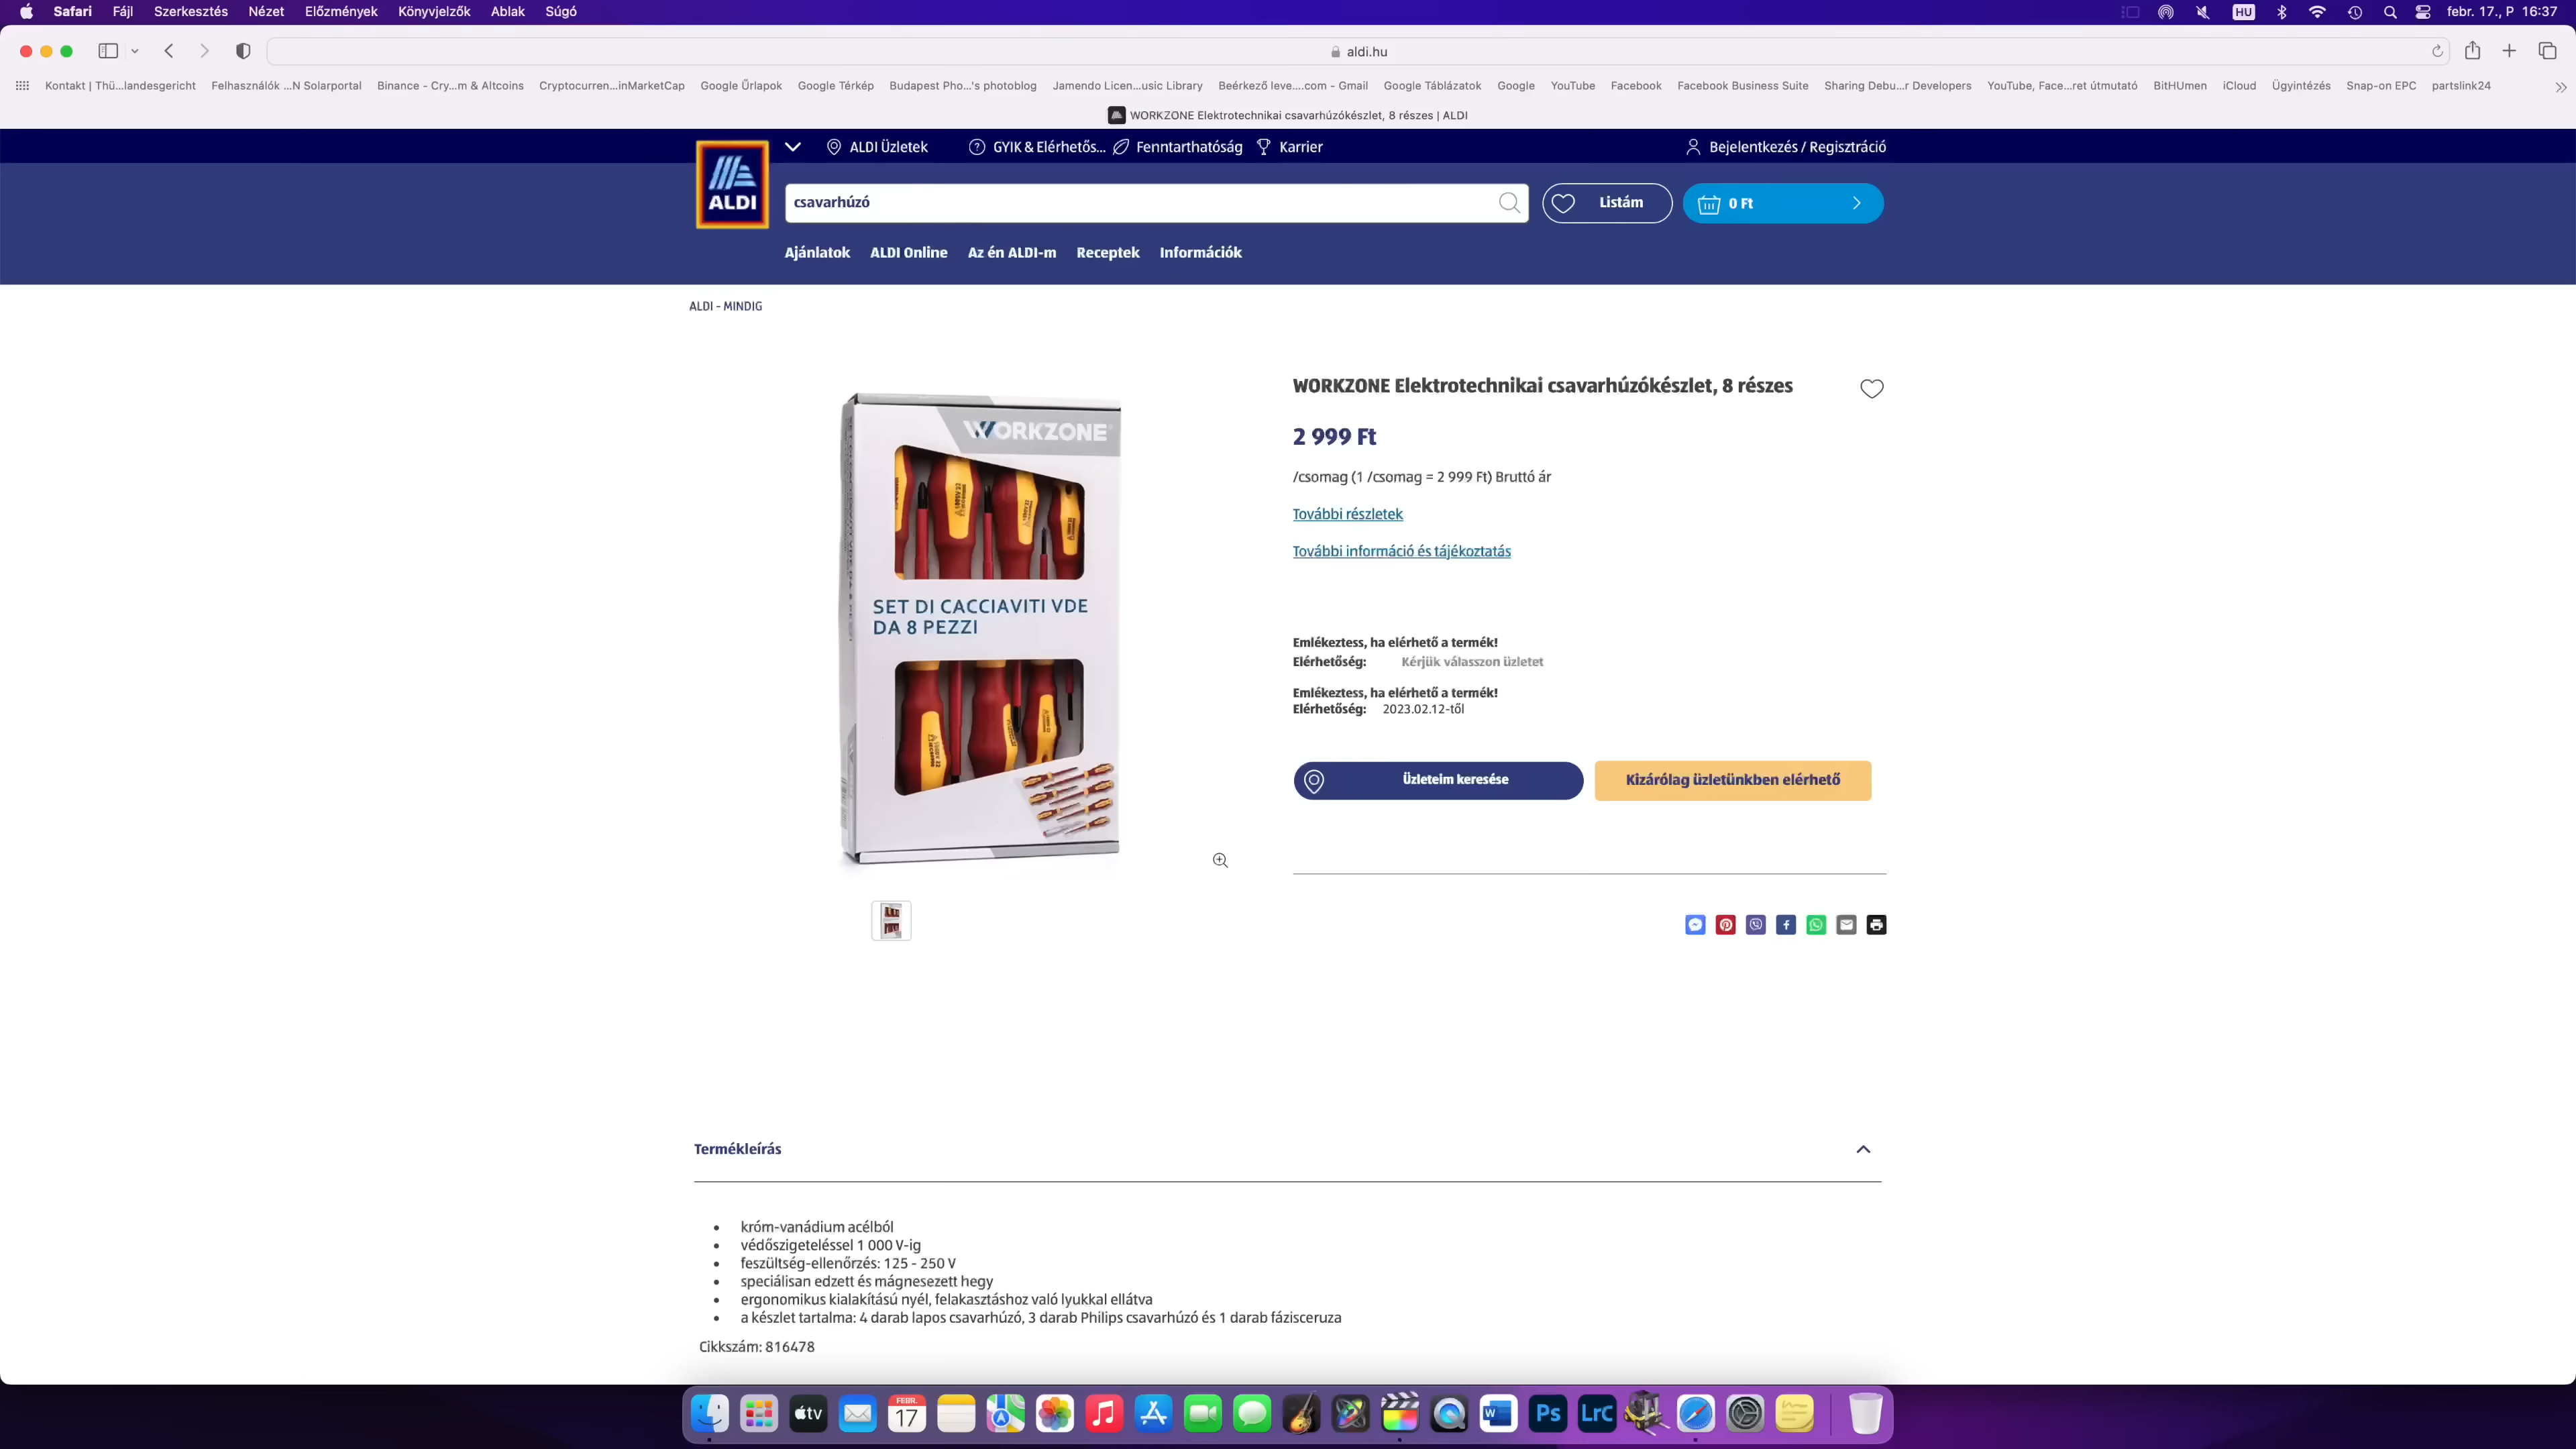 Safari Fájl Szerkesztés Nézet Előzmények Könyvjelzők Ablak Súgó HU febr. 17., P 16:37
aldi.hu
Kontakt | Thü...landesgericht Felhasználók ...N Solarportal Binance - Cry...m & Altcoins Cryptocurren...inMarketCap Google Űrlapok Google Térkép Budapest Pho...'s photoblog Jamendo Licen...usic Library Beérkező leve....com - Gmail Google Táblázatok Google YouTube Facebook Facebook Business Suite Sharing Debu...r Developers YouTube, Face...ret útmutató BitHUmen iCloud Ügyintézés Snap-on EPC partslink24
WORKZONE Elektrotechnikai csavarhúzókészlet, 8 részes | ALDI
ALDI Üzletek GYIK & Elérhetős... Fenntarthatóság Karrier Bejelentkezés / Regisztráció
ALDI
csavarhúzó Listám 0 Ft
Ajánlatok ALDI Online Az én ALDI-m Receptek Információk
ALDI - MINDIG
WORKZONE Elektrotechnikai csavarhúzókészlet, 8 részes
2 999 Ft
/csomag (1 /csomag = 2 999 Ft) Bruttó ár
További részletek
További információ és tájékoztatás
WORKZONE
SET DI CACCIAVITI VDE
DA 8 PEZZI
Emlékeztess, ha elérhető a termék!
Elérhetőség: Kérjük válasszon üzletet
Emlékeztess, ha elérhető a termék!
Elérhetőség: 2023.02.12-től
Üzleteim keresése Kizárólag üzletünkben elérhető
Termékleírás
• króm-vanádium acélból
• védőszigeteléssel 1 000 V-ig
• feszültség-ellenőrzés: 125 - 250 V
• speciálisan edzett és mágnesezett hegy
• ergonomikus kialakítású nyél, felakasztáshoz való lyukkal ellátva
• a készlet tartalma: 4 darab lapos csavarhúzó, 3 darab Philips csavarhúzó és 1 darab fázisceruza
Cikkszám: 816478
tv FEBR. 17 W Ps LrC